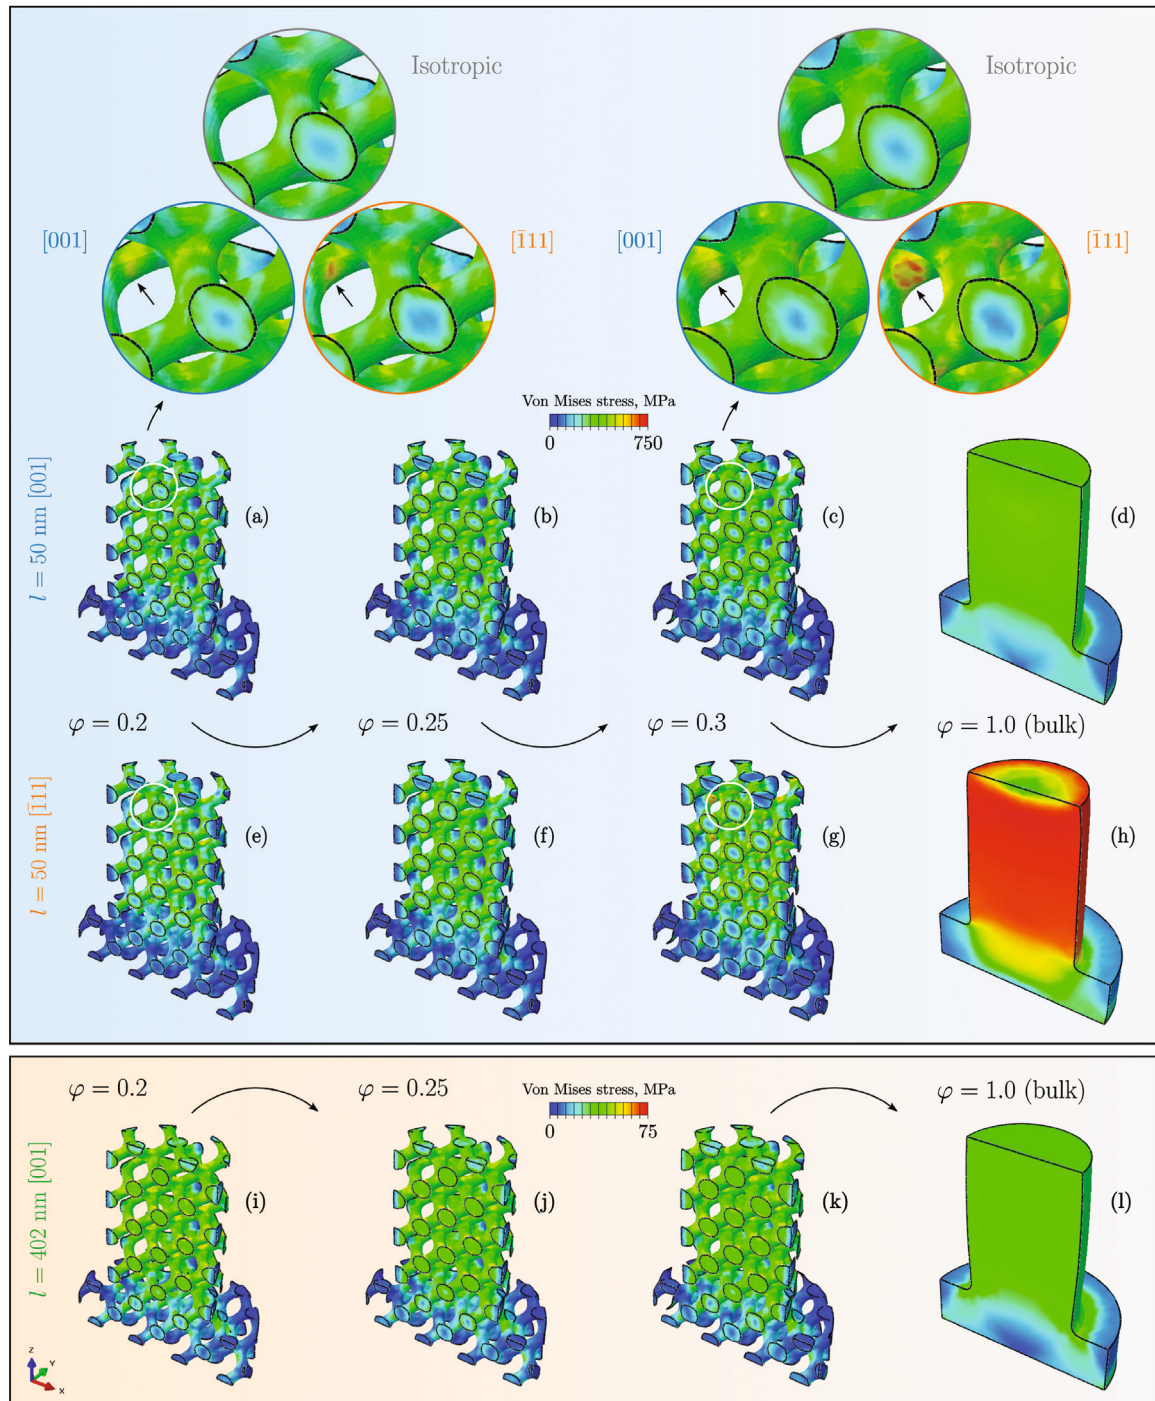 Isotropic Isotropic
[001] [1̄11] [001] [1̄11]
Von Mises stress, MPa
0 750
l = 50 nm [001]
(a) (b) (c) (d)
φ = 0.2 φ = 0.25 φ = 0.3 φ = 1.0 (bulk)
l = 50 nm [1̄11]
(e) (f) (g) (h)
φ = 0.2 φ = 0.25 φ = 1.0 (bulk)
Von Mises stress, MPa
0 75
l = 402 nm [001]
(i) (j) (k) (l)
Z
Y
X